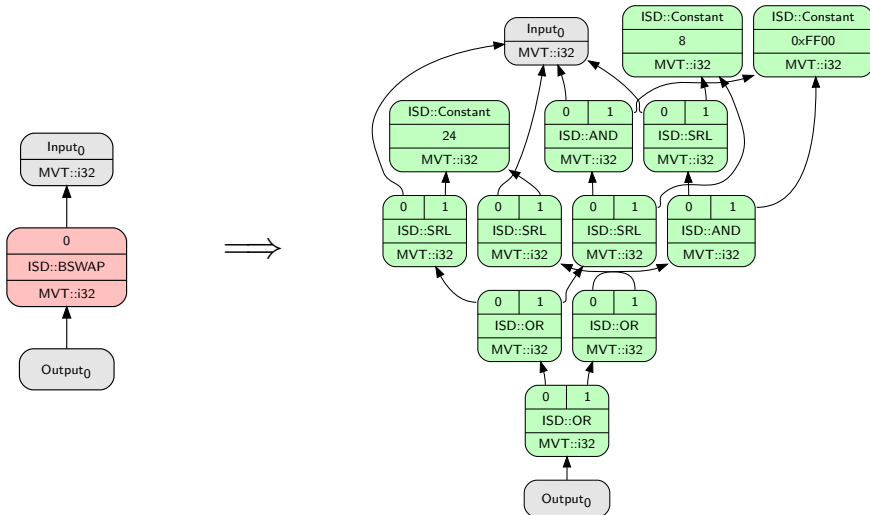 Input0
MVT::i32
0
ISD::BSWAP
MVT::i32
Output0
⟹
Input0
MVT::i32
ISD::Constant
8
MVT::i32
ISD::Constant
0xFF00
MVT::i32
ISD::Constant
24
MVT::i32
0 1
ISD::AND
MVT::i32
0 1
ISD::SRL
MVT::i32
0 1
ISD::SRL
MVT::i32
0 1
ISD::SRL
MVT::i32
0 1
ISD::SRL
MVT::i32
0 1
ISD::AND
MVT::i32
0 1
ISD::OR
MVT::i32
0 1
ISD::OR
MVT::i32
0 1
ISD::OR
MVT::i32
Output0